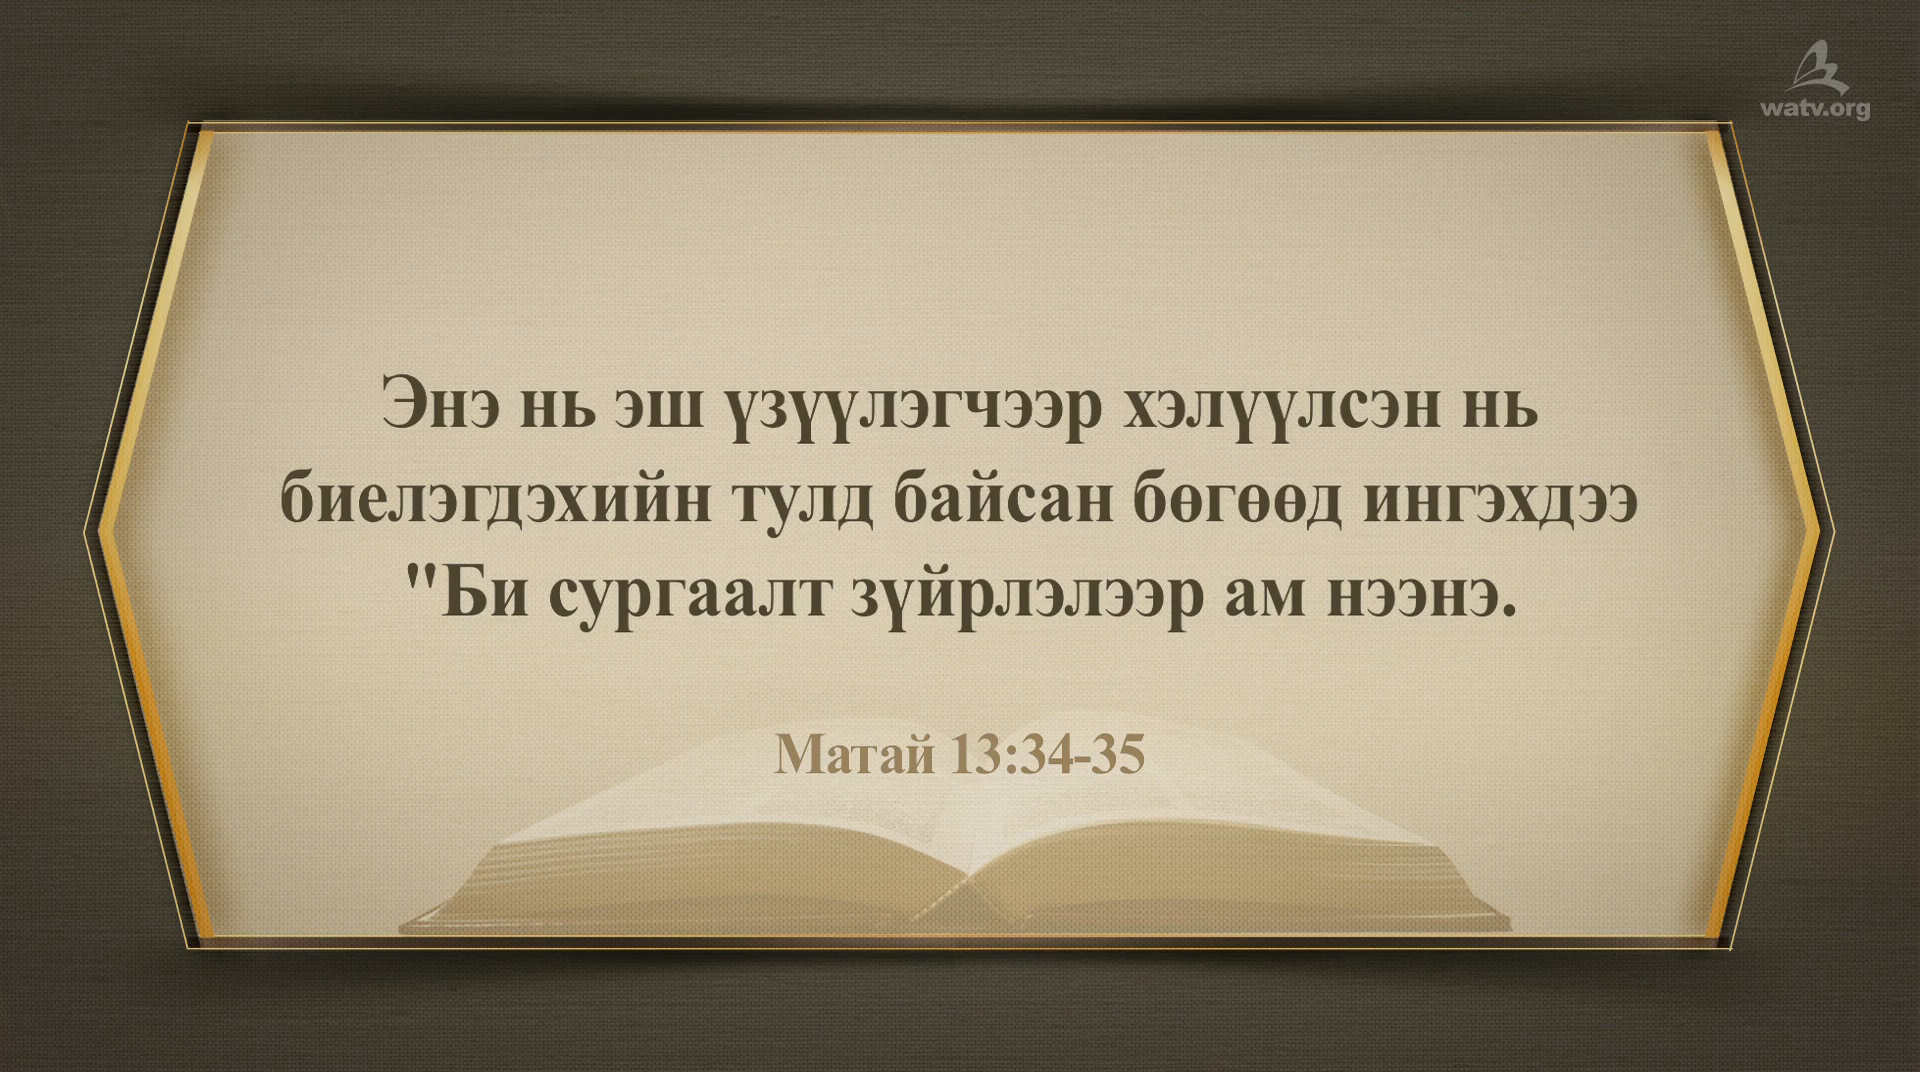 watv.org
Энэ нь эш үзүүлэгчээр хэлүүлсэн нь
биелэгдэхийн тулд байсан бөгөөд ингэхдээ
"Би сургаалт зүйрлэлээр ам нээнэ.
Матай 13:34-35